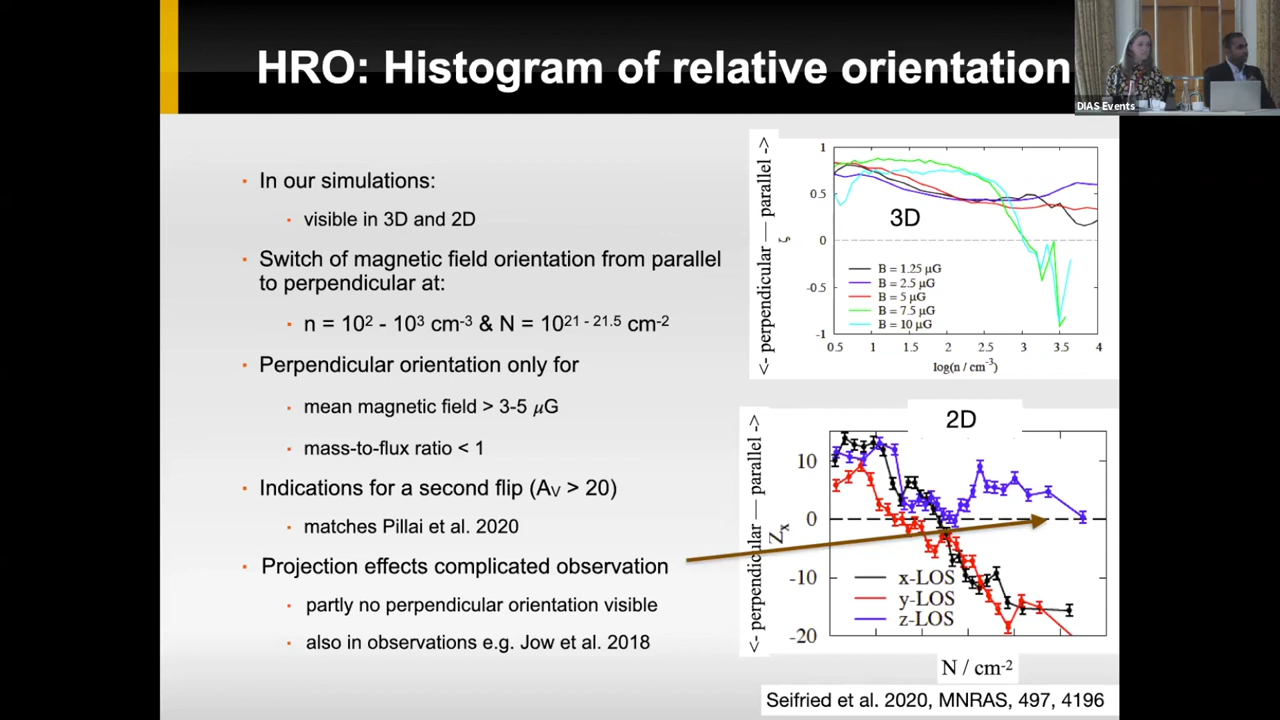 HRO: Histogram of relative orientation
DIAS Events
· In our simulations:
· visible in 3D and 2D
· Switch of magnetic field orientation from parallel
to perpendicular at:
· n = 10² - 10³ cm⁻³ & N = 10²¹ ⁻ ²¹·⁵ cm⁻²
· Perpendicular orientation only for
· mean magnetic field > 3-5 𝜇G
· mass-to-flux ratio < 1
· Indications for a second flip (Aᵥ > 20)
· matches Pillai et al. 2020
· Projection effects complicated observation
· partly no perpendicular orientation visible
· also in observations e.g. Jow et al. 2018
<- perpendicular — parallel ->
ζ
1
0.5
0
-0.5
-1
3D
B = 1.25 μG
B = 2.5 μG
B = 5 μG
B = 7.5 μG
B = 10 μG
0.5 1 1.5 2 2.5 3 3.5 4
log(n / cm⁻³)
2D
<- perpendicular — parallel ->
Zₓ
10
0
-10
-20
x-LOS
y-LOS
z-LOS
N / cm⁻²
Seifried et al. 2020, MNRAS, 497, 4196